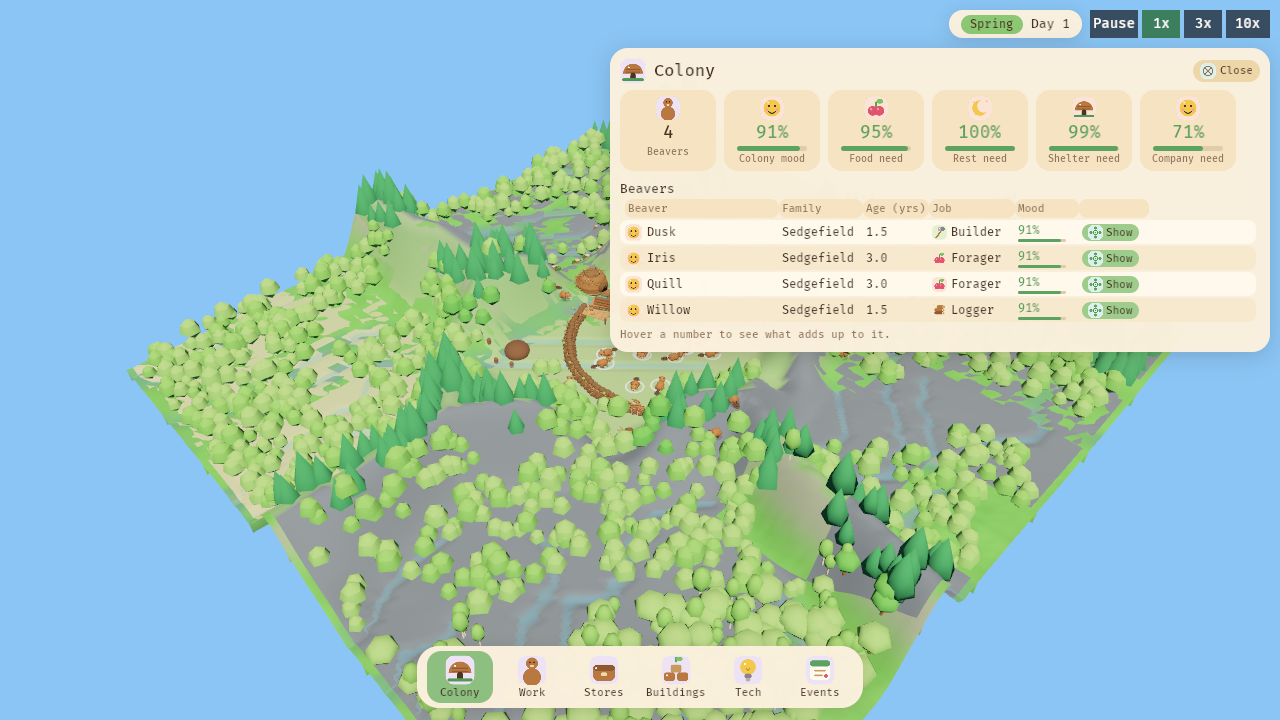 Spring Day 1 Pause 1x 3x 10x
Colony Close
4 91% 95% 100% 99% 71%
Beavers Colony mood Food need Rest need Shelter need Company need
Beavers
Beaver Family Age (yrs) Job Mood
Dusk Sedgefield 1.5 Builder 91% Show
Iris Sedgefield 3.0 Forager 91% Show
Quill Sedgefield 3.0 Forager 91% Show
Willow Sedgefield 1.5 Logger 91% Show
Hover a number to see what adds up to it.
Colony Work Stores Buildings Tech Events